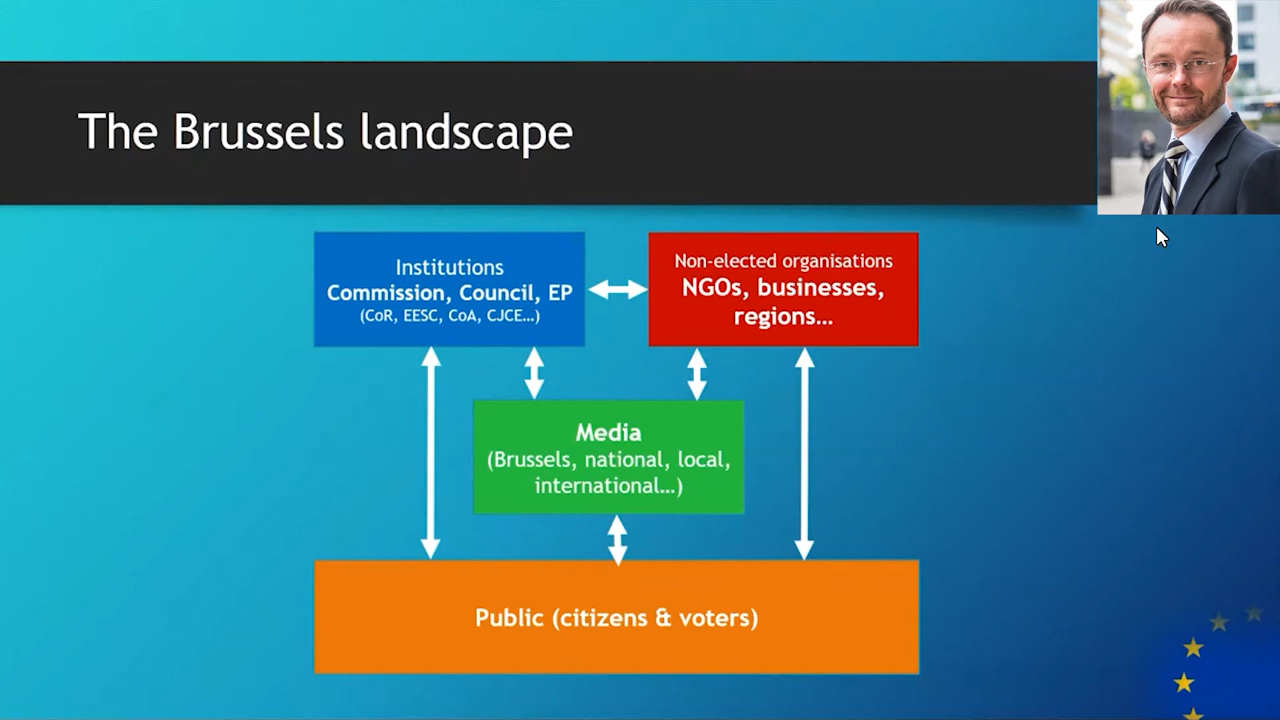 The Brussels landscape
Institutions
Commission, Council, EP
(CoR, EESC, CoA, CJCE…)
Non-elected organisations
NGOs, businesses,
regions…
Media
(Brussels, national, local,
international…)
Public (citizens & voters)